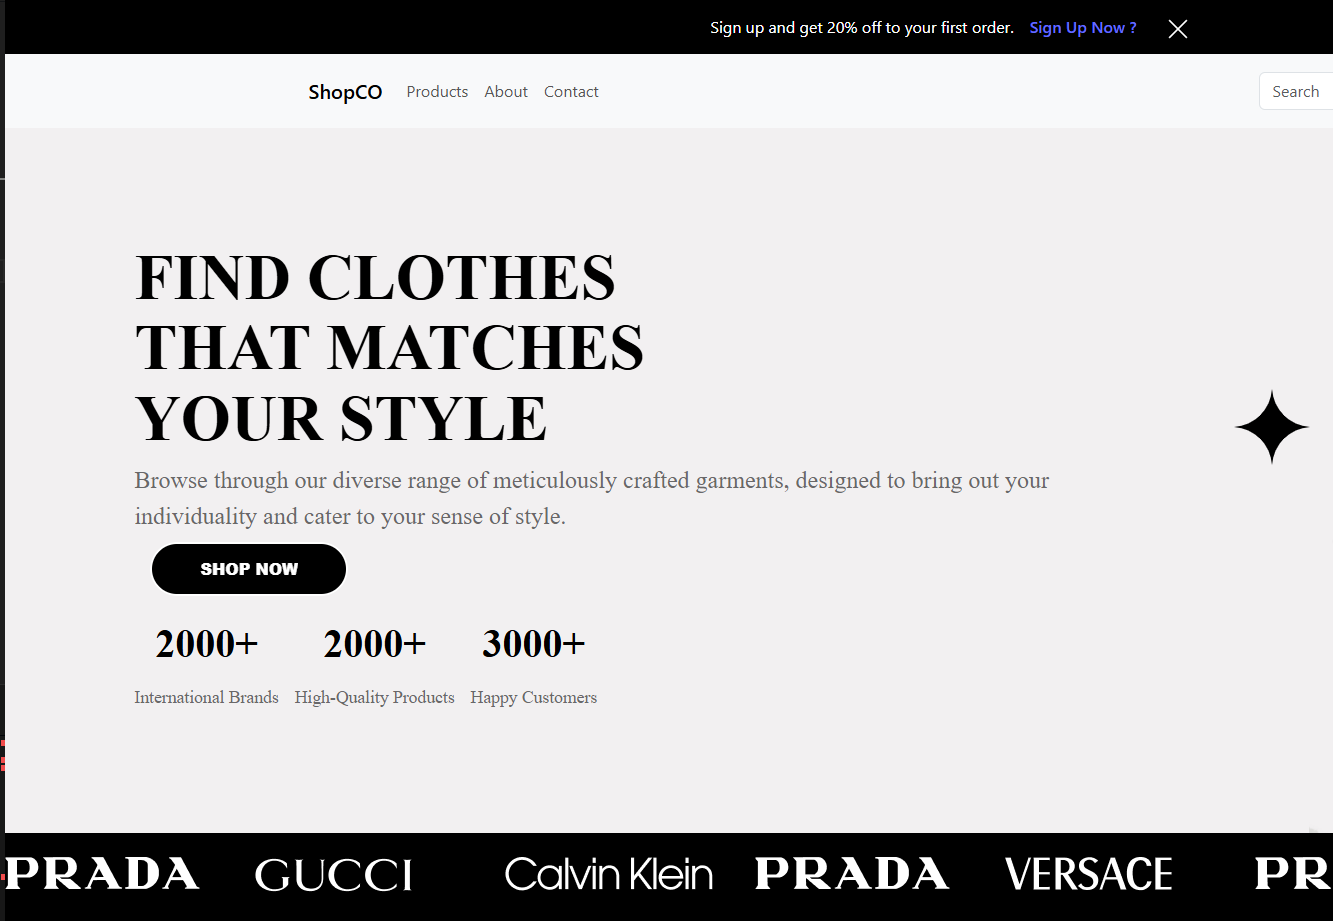 Sign up and get 20% off to your first order. Sign Up Now ?
ShopCO Products About Contact Search
FIND CLOTHES
THAT MATCHES
YOUR STYLE
Browse through our diverse range of meticulously crafted garments, designed to bring out your
individuality and cater to your sense of style.
SHOP NOW
2000+ 2000+ 3000+
International Brands High-Quality Products Happy Customers
PRADA GUCCI Calvin Klein PRADA VERSACE PR